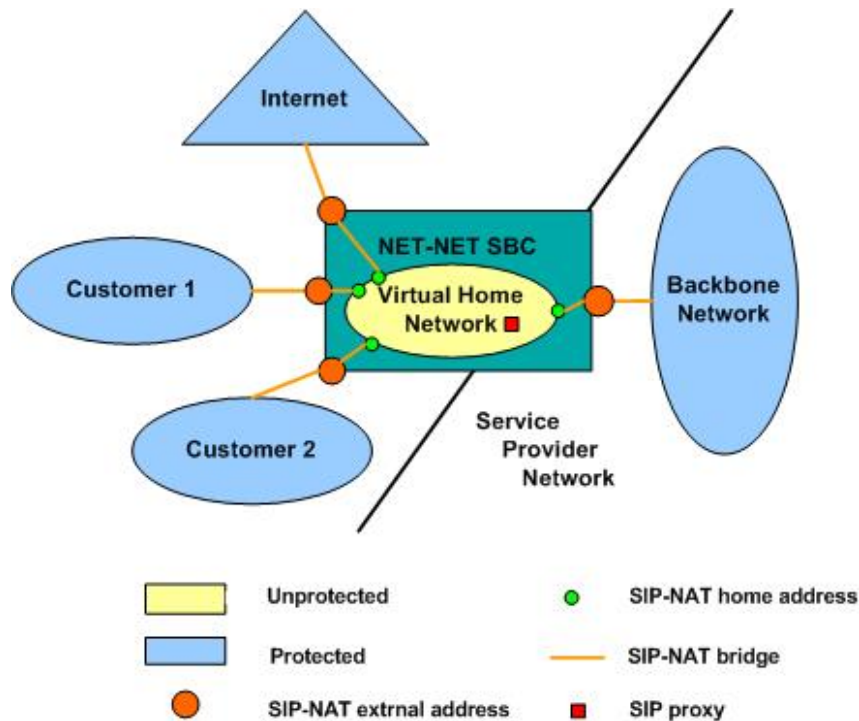 Internet
NET-NET SBC
Customer 1
Virtual Home
Network
Backbone
Network
Customer 2
Service
Provider
Network
Unprotected
SIP-NAT home address
Protected
SIP-NAT bridge
SIP-NAT extrnal address
SIP proxy